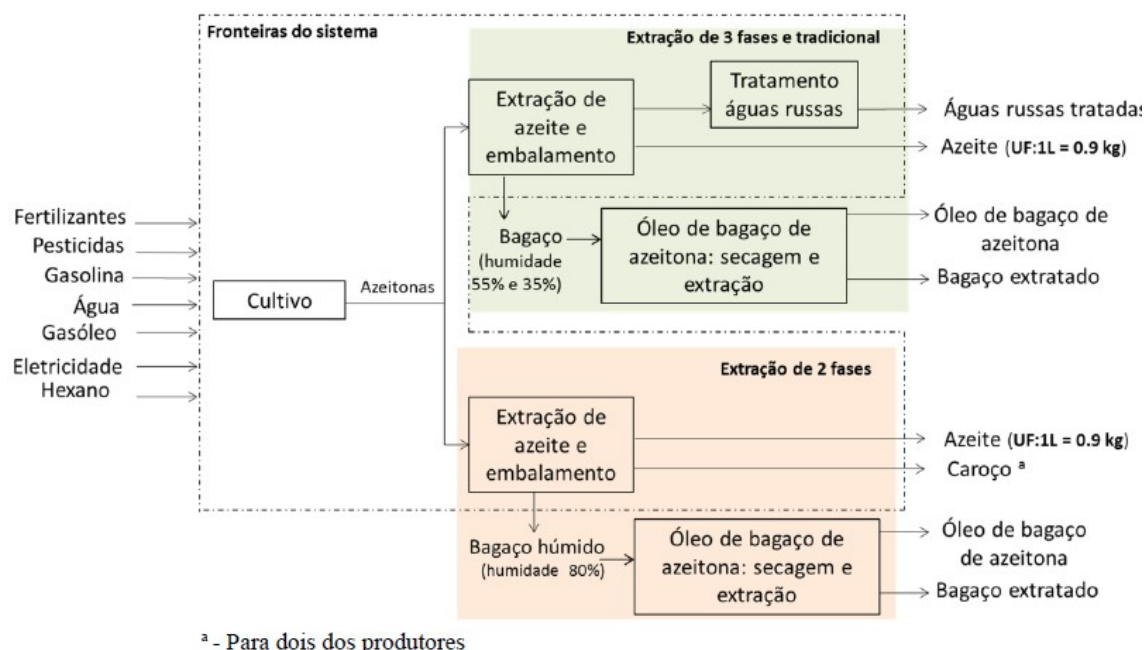 Fronteiras do sistema
Extração de 3 fases e tradicional
Extração de
azeite e
embalamento
Tratamento
águas russas
Águas russas tratadas
Azeite (UF:1L = 0.9 kg)
Bagaço
(humidade
55% e 35%)
Óleo de bagaço de
azeitona: secagem e
extração
Óleo de bagaço de
azeitona
Bagaço extratado
Fertilizantes
Pesticidas
Gasolina
Água
Gasóleo
Eletricidade
Hexano
Cultivo
Azeitonas
Extração de 2 fases
Extração de
azeite e
embalamento
Azeite (UF:1L = 0.9 kg)
Caroço ª
Bagaço húmido
(humidade 80%)
Óleo de bagaço de
azeitona: secagem e
extração
Óleo de bagaço
de azeitona
Bagaço extratado
ª - Para dois dos produtores